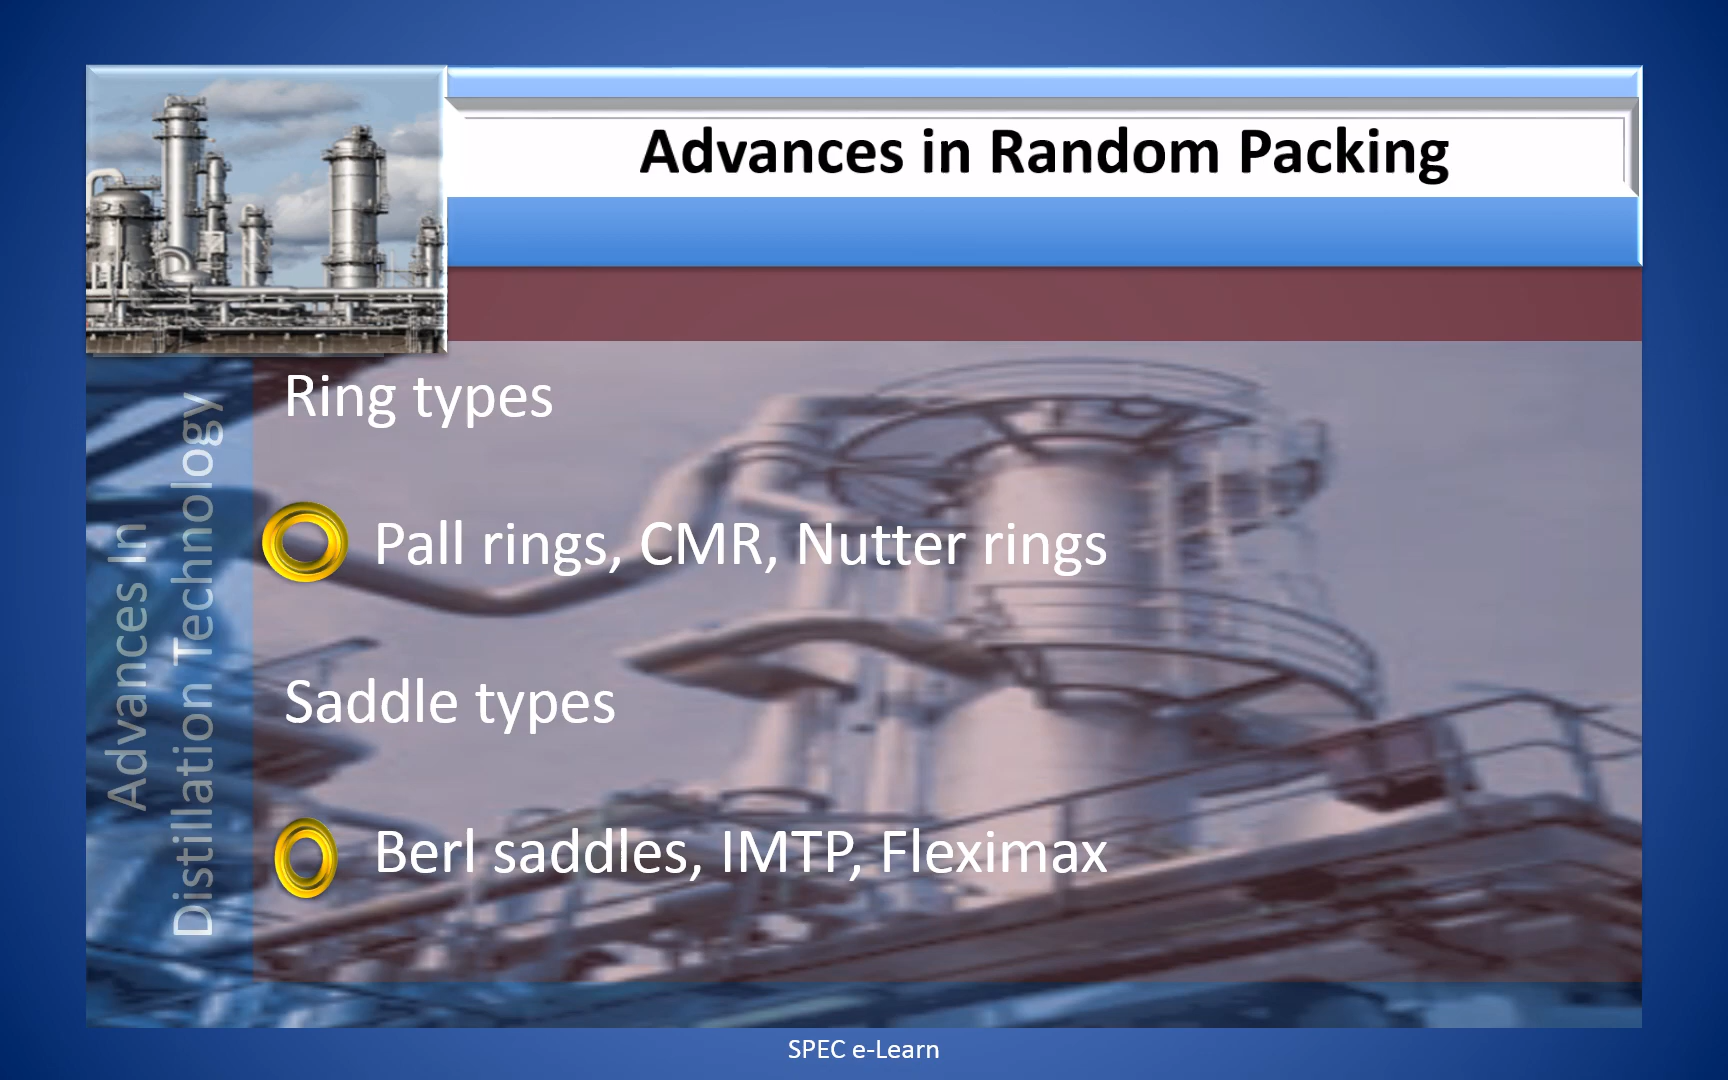 Advances in Random Packing
Ring types
Pall rings, CMR, Nutter rings
Saddle types
Berl saddles, IMTP, Fleximax
Advances In
Distillation Technology
SPEC e-Learn